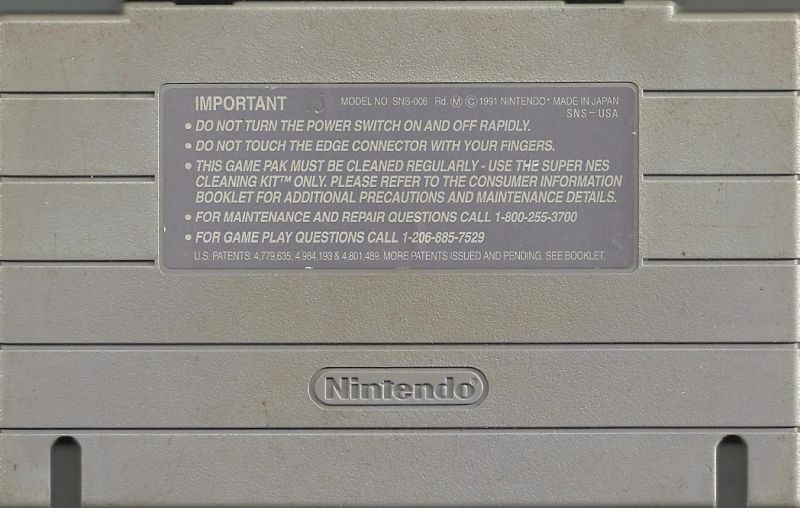 IMPORTANT MODEL NO. SNS-006 Rd. Ⓜ Ⓒ 1991 NINTENDO® MADE IN JAPAN
SNS-USA
• DO NOT TURN THE POWER SWITCH ON AND OFF RAPIDLY.
• DO NOT TOUCH THE EDGE CONNECTOR WITH YOUR FINGERS.
• THIS GAME PAK MUST BE CLEANED REGULARLY - USE THE SUPER NES
CLEANING KIT™ ONLY. PLEASE REFER TO THE CONSUMER INFORMATION
BOOKLET FOR ADDITIONAL PRECAUTIONS AND MAINTENANCE DETAILS.
• FOR MAINTENANCE AND REPAIR QUESTIONS CALL 1-800-255-3700
• FOR GAME PLAY QUESTIONS CALL 1-206-885-7529
U.S. PATENTS: 4,779,635; 4,984,193 & 4,801,489. MORE PATENTS ISSUED AND PENDING. SEE BOOKLET.
Nintendo®